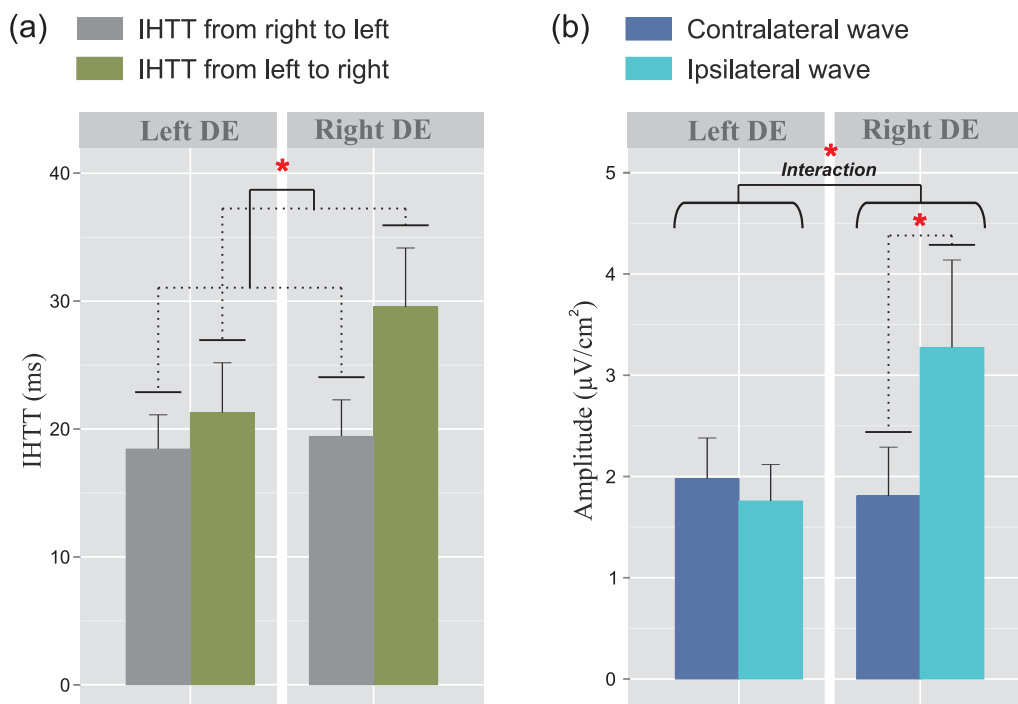 (a)
IHTT from right to left
IHTT from left to right
Left DE
Right DE
*
40
30
20
10
0
IHTT (ms)
(b)
Contralateral wave
Ipsilateral wave
Left DE
Right DE
*
Interaction
*
5
4
3
2
1
0
Amplitude (µV/cm²)